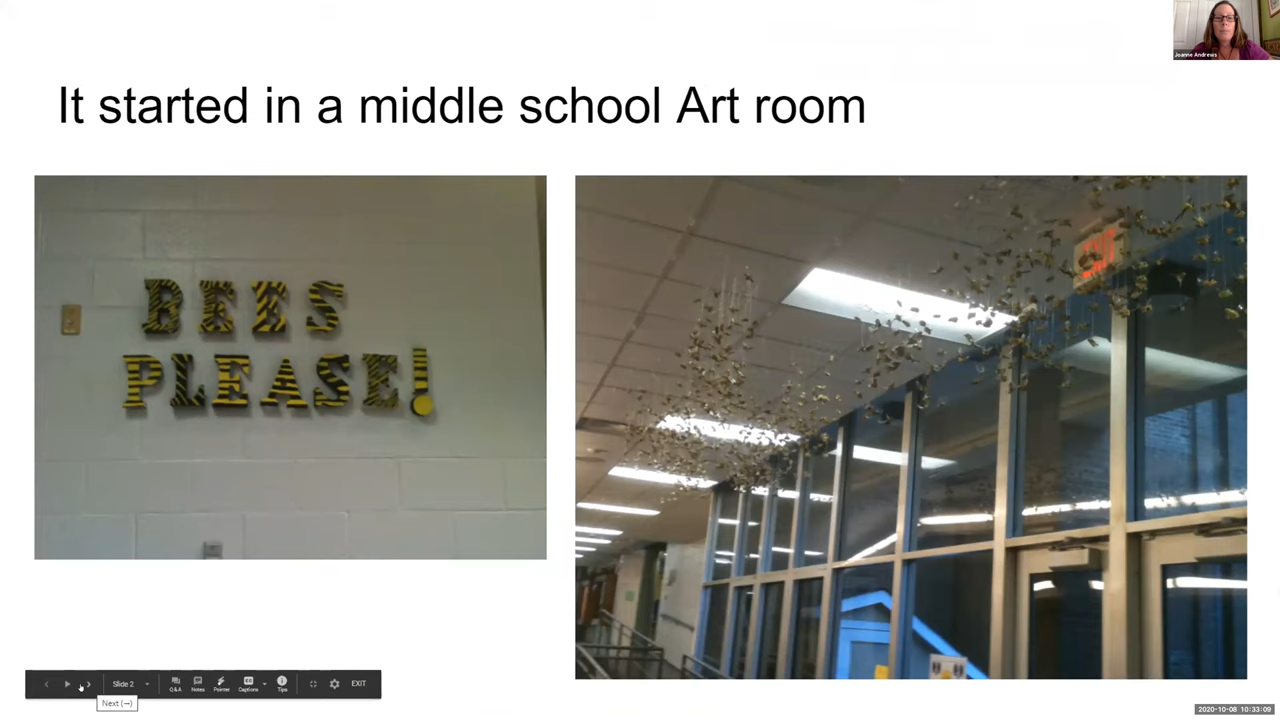 Joanne Andrews
It started in a middle school Art room
BEES
PLEASE!
EXIT
Slide 2
Q&A
Notes
Pointer
Captions
Tips
EXIT
Next (→)
2020-10-08 10:33:09